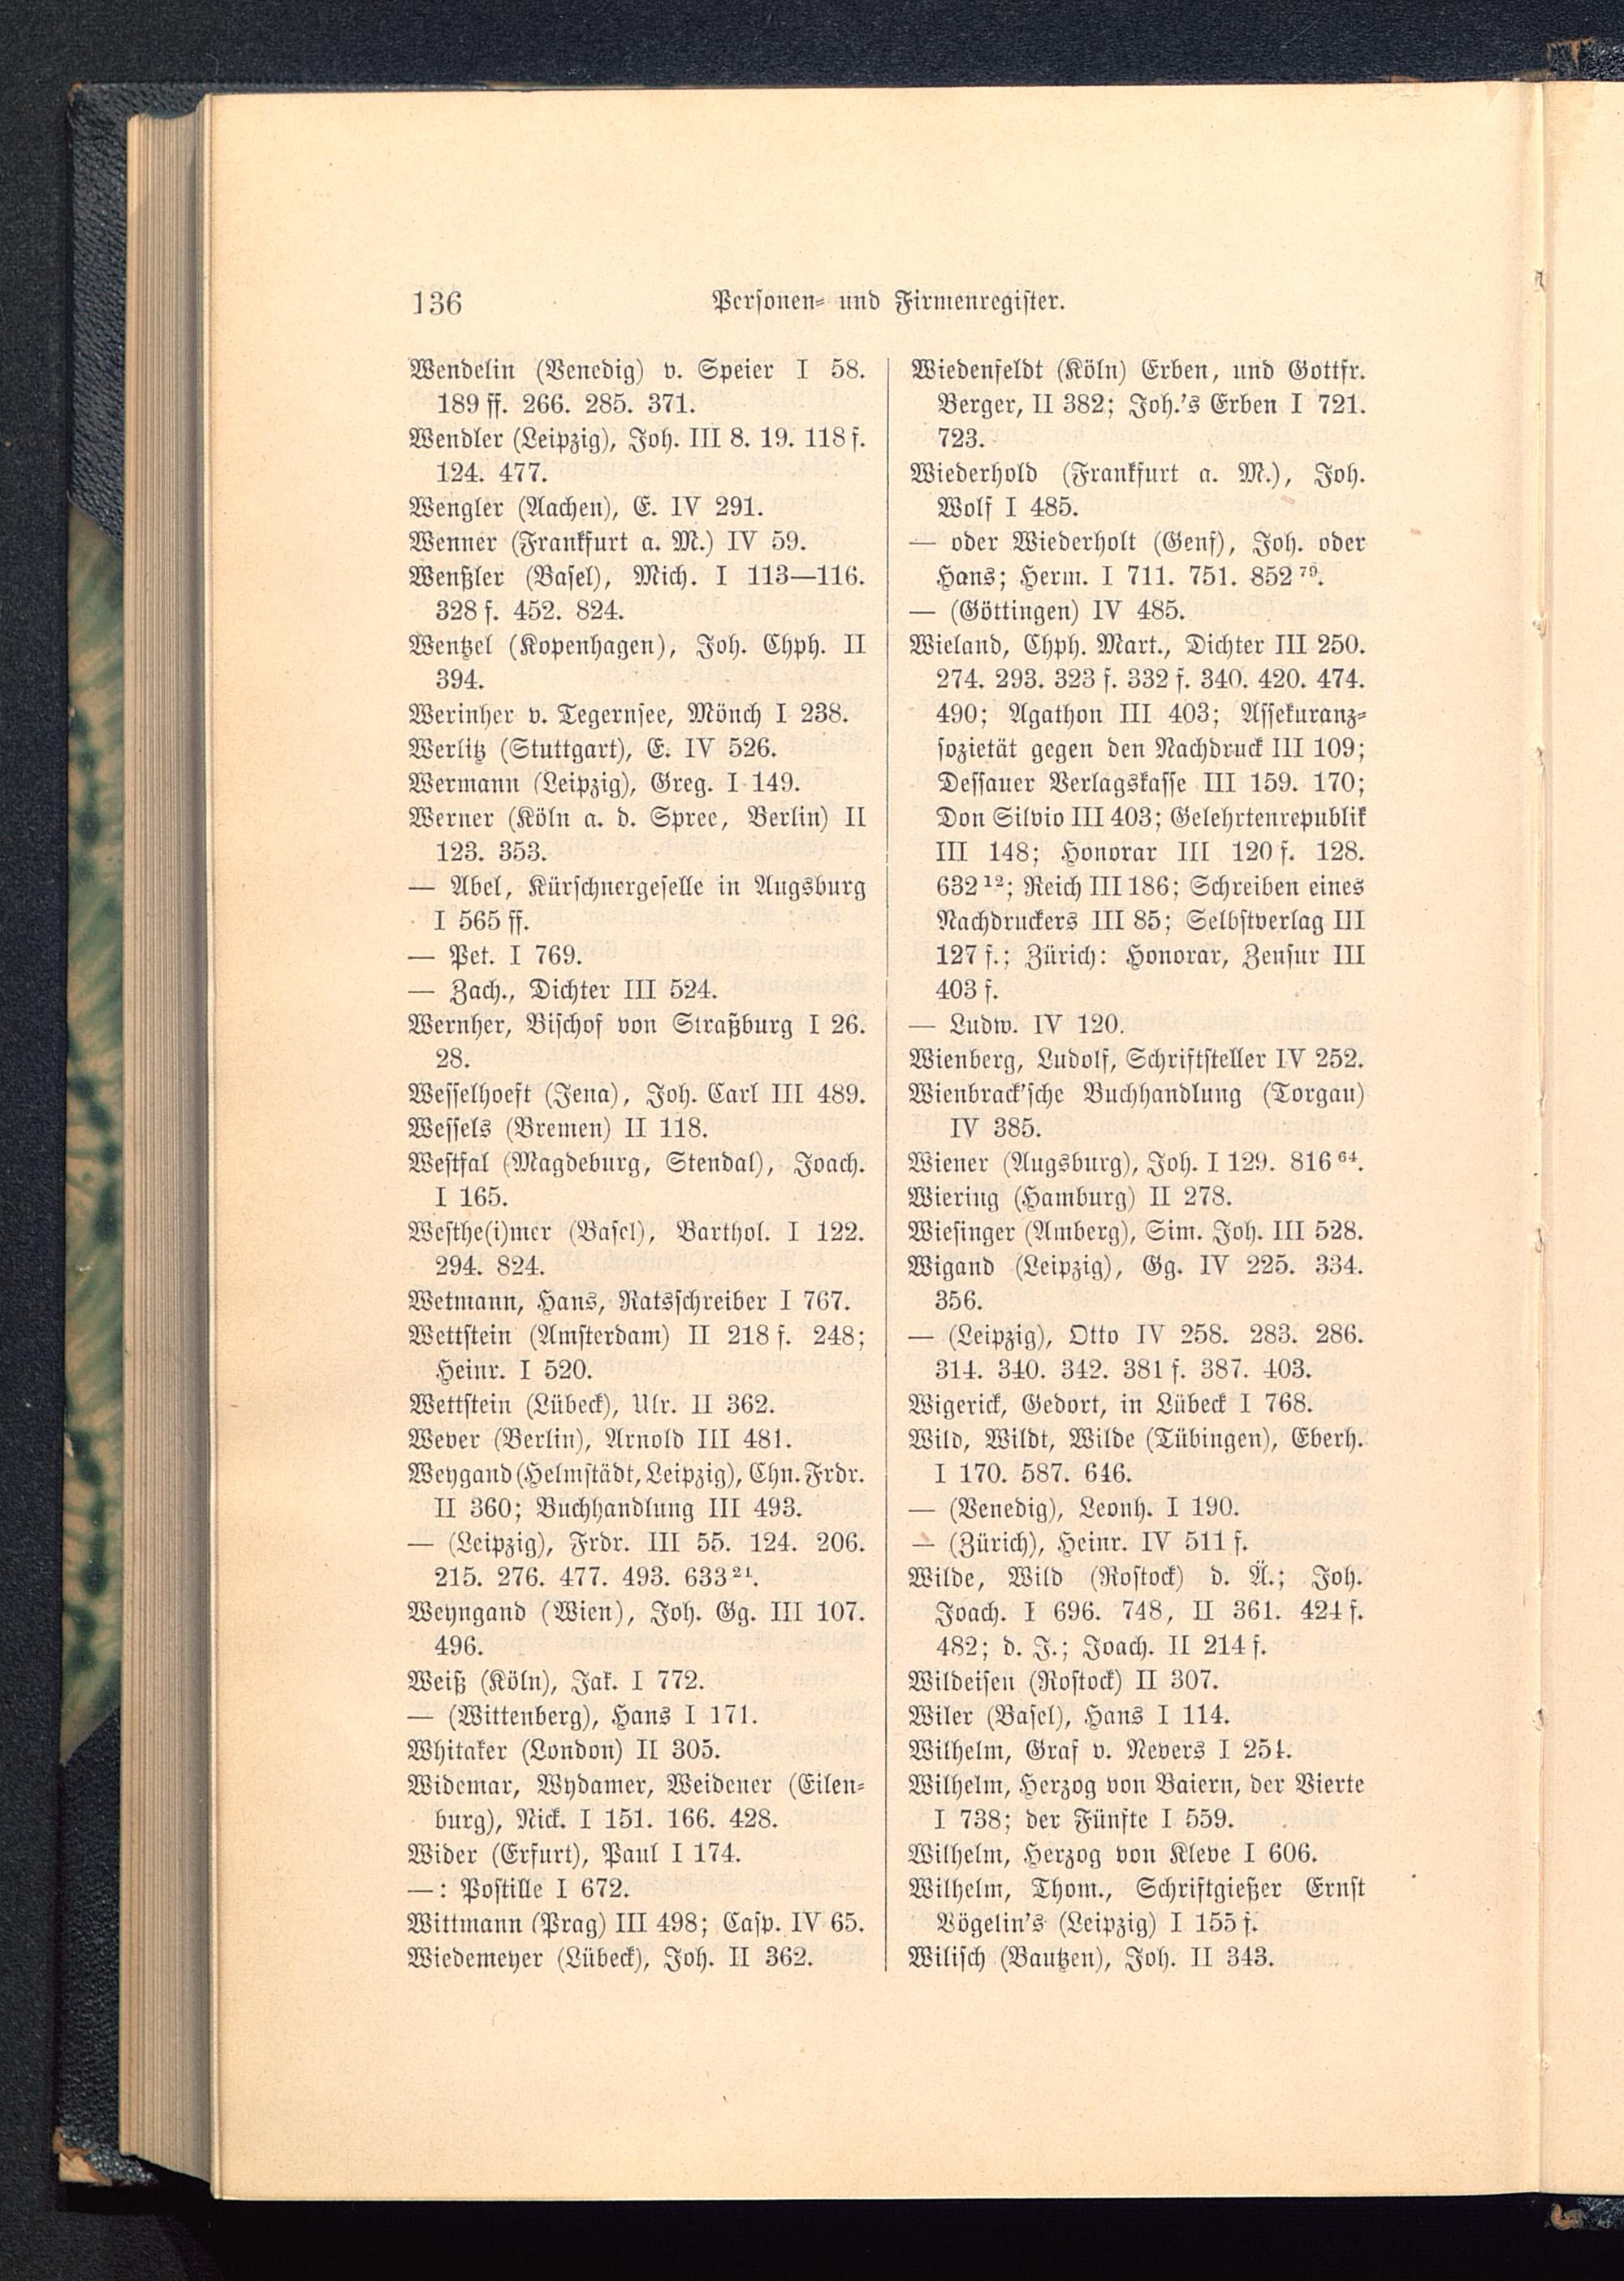 136
Personen- und Firmenregister.
Wendelin (Venedig) v. Speier I 58.
189 ff. 266. 285. 371.
Wendler (Leipzig), Joh. III 8. 19. 118 f.
124. 477.
Wengler (Aachen), E. IV 291.
Wenner (Frankfurt a. M.) IV 59.
Wenßler (Basel), Mich. I 113—116.
328 f. 452. 824.
Wentzel (Kopenhagen), Joh. Chph. II
394.
Werinher v. Tegernsee, Mönch I 238.
Werlitz (Stuttgart), E. IV 526.
Wermann (Leipzig), Greg. I 149.
Werner (Köln a. d. Spree, Berlin) II
123. 353.
— Abel, Kürschnergeselle in Augsburg
I 565 ff.
— Pet. I 769.
— Zach., Dichter III 524.
Wernher, Bischof von Straßburg I 26.
28.
Wesselhoeft (Jena), Joh. Carl III 489.
Wessels (Bremen) II 118.
Westfal (Magdeburg, Stendal), Joach.
I 165.
Westhe(i)mer (Basel), Barthol. I 122.
294. 824.
Wetmann, Hans, Ratsschreiber I 767.
Wettstein (Amsterdam) II 218 f. 248;
Heinr. I 520.
Wettstein (Lübeck), Ulr. II 362.
Wever (Berlin), Arnold III 481.
Weygand (Helmstädt, Leipzig), Chn. Frdr.
II 360; Buchhandlung III 493.
— (Leipzig), Frdr. III 55. 124. 206.
215. 276. 477. 493. 633²¹.
Weyngand (Wien), Joh. Gg. III 107.
496.
Weiß (Köln), Jak. I 772.
— (Wittenberg), Hans I 171.
Whitaker (London) II 305.
Widemar, Wydamer, Weidener (Eilen-
burg), Nick. I 151. 166. 428.
Wider (Erfurt), Paul I 174.
—: Postille I 672.
Wittmann (Prag) III 498; Casp. IV 65.
Wiedemeyer (Lübeck), Joh. II 362.
Wiedenfeldt (Köln) Erben, und Gottfr.
Berger, II 382; Joh.'s Erben I 721.
723.
Wiederhold (Frankfurt a. M.), Joh.
Wolf I 485.
— oder Wiederholt (Genf), Joh. oder
Hans; Herm. I 711. 751. 852⁷⁹.
— (Göttingen) IV 485.
Wieland, Chph. Mart., Dichter III 250.
274. 293. 323 f. 332 f. 340. 420. 474.
490; Agathon III 403; Assekuranz-
sozietät gegen den Nachdruck III 109;
Dessauer Verlagskasse III 159. 170;
Don Silvio III 403; Gelehrtenrepublik
III 148; Honorar III 120 f. 128.
632¹²; Reich III 186; Schreiben eines
Nachdruckers III 85; Selbstverlag III
127 f.; Zürich: Honorar, Zensur III
403 f.
— Ludw. IV 120.
Wienberg, Ludolf, Schriftsteller IV 252.
Wienbrack'sche Buchhandlung (Torgau)
IV 385.
Wiener (Augsburg), Joh. I 129. 816⁶⁴.
Wiering (Hamburg) II 278.
Wiesinger (Amberg), Sim. Joh. III 528.
Wigand (Leipzig), Gg. IV 225. 334.
356.
— (Leipzig), Otto IV 258. 283. 286.
314. 340. 342. 381 f. 387. 403.
Wigerick, Gedort, in Lübeck I 768.
Wild, Wildt, Wilde (Tübingen), Eberh.
I 170. 587. 646.
— (Venedig), Leonh. I 190.
— (Zürich), Heinr. IV 511 f.
Wilde, Wild (Rostock) d. Ä.; Joh.
Joach. I 696. 748, II 361. 424 f.
482; d. J.; Joach. II 214 f.
Wildeisen (Rostock) II 307.
Wiler (Basel), Hans I 114.
Wilhelm, Graf v. Nevers I 254.
Wilhelm, Herzog von Baiern, der Vierte
I 738; der Fünfte I 559.
Wilhelm, Herzog von Kleve I 606.
Wilhelm, Thom., Schriftgießer Ernst
Vögelin's (Leipzig) I 155 f.
Wilisch (Bautzen), Joh. II 343.